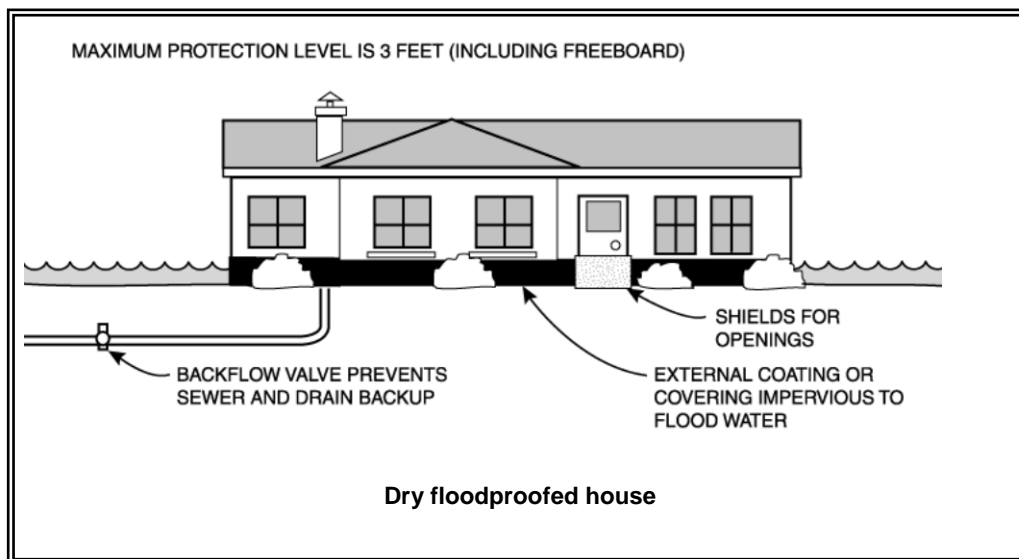 MAXIMUM PROTECTION LEVEL IS 3 FEET (INCLUDING FREEBOARD)
SHIELDS FOR
OPENINGS
BACKFLOW VALVE PREVENTS
SEWER AND DRAIN BACKUP
EXTERNAL COATING OR
COVERING IMPERVIOUS TO
FLOOD WATER
Dry floodproofed house